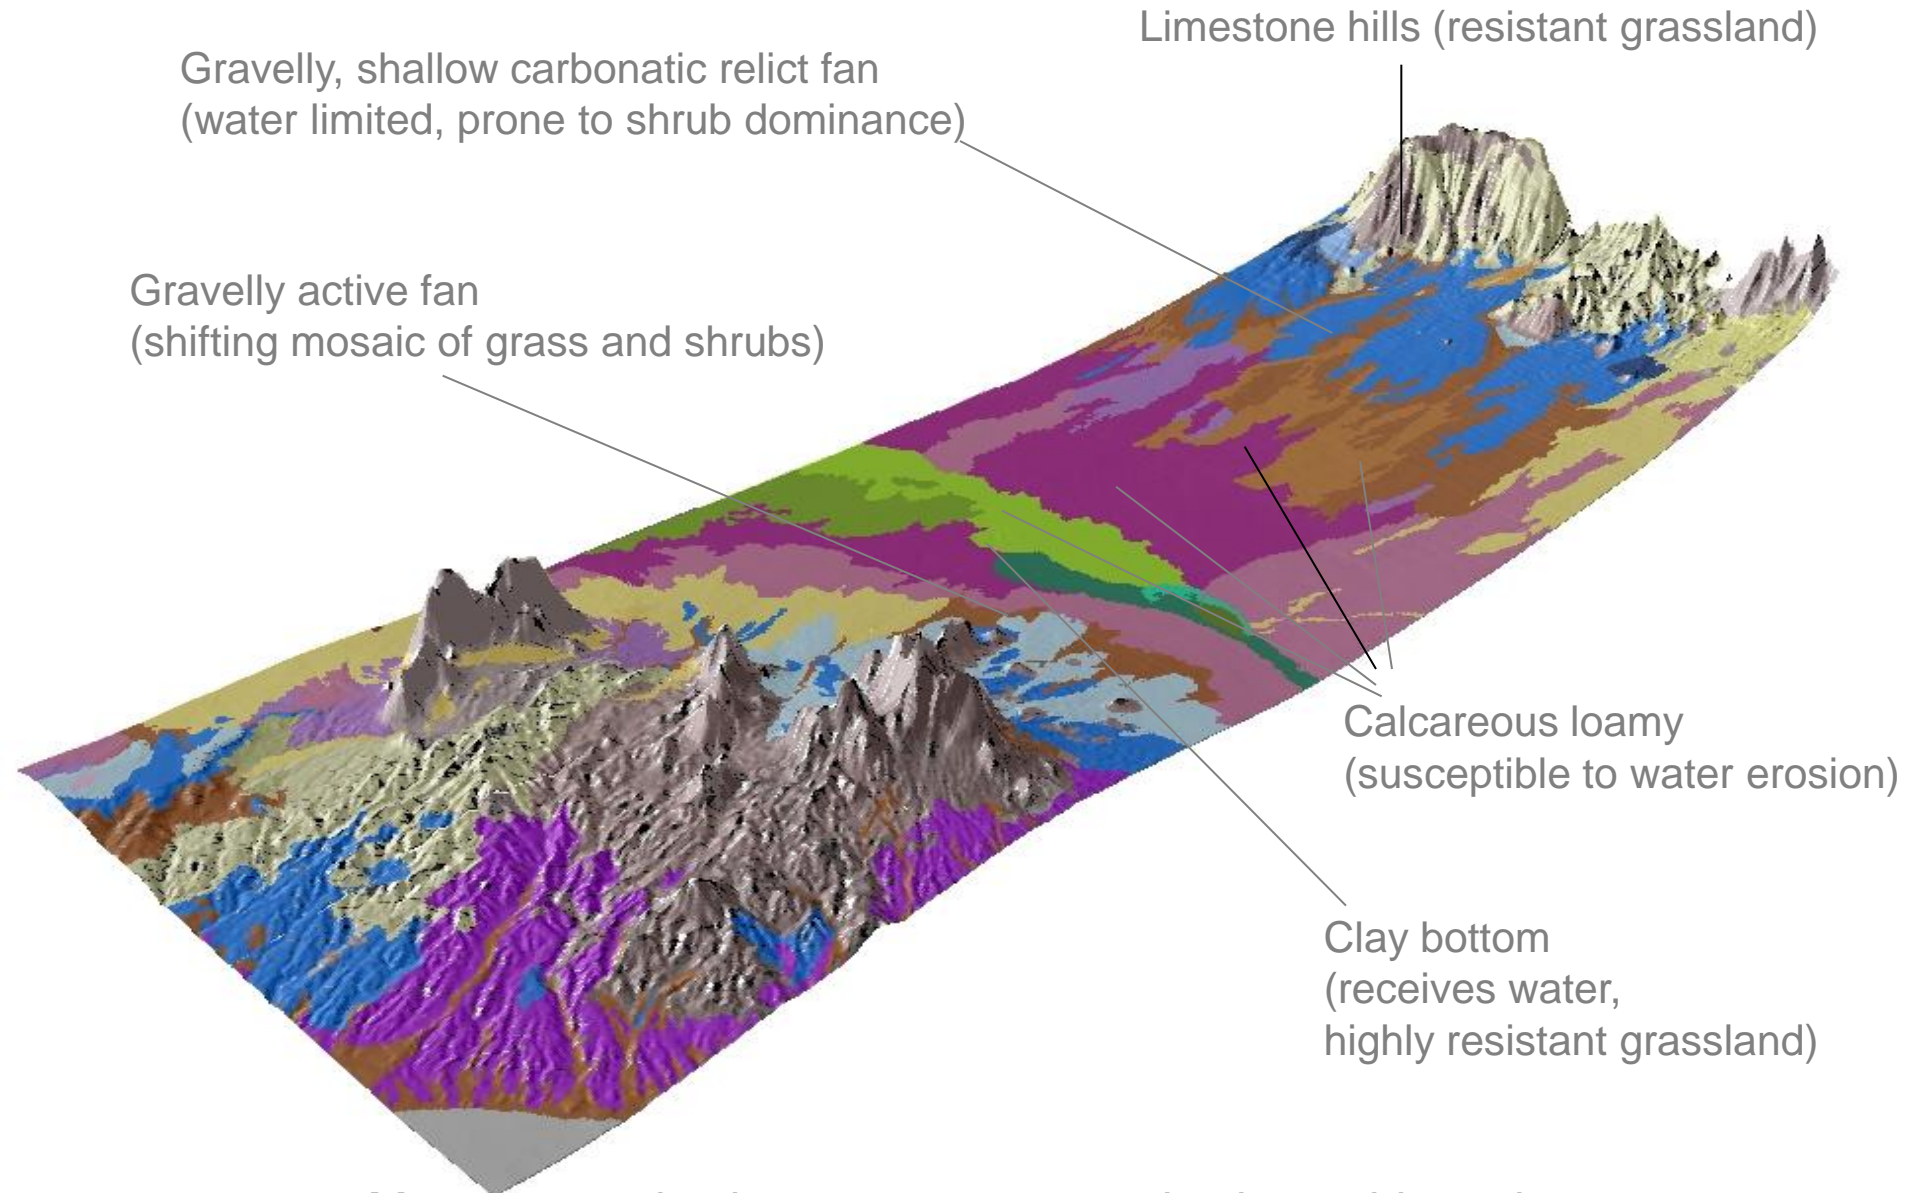 Limestone hills (resistant grassland)
Gravelly, shallow carbonatic relict fan
(water limited, prone to shrub dominance)
Gravelly active fan
(shifting mosaic of grass and shrubs)
Calcareous loamy
(susceptible to water erosion)
Clay bottom
(receives water,
highly resistant grassland)